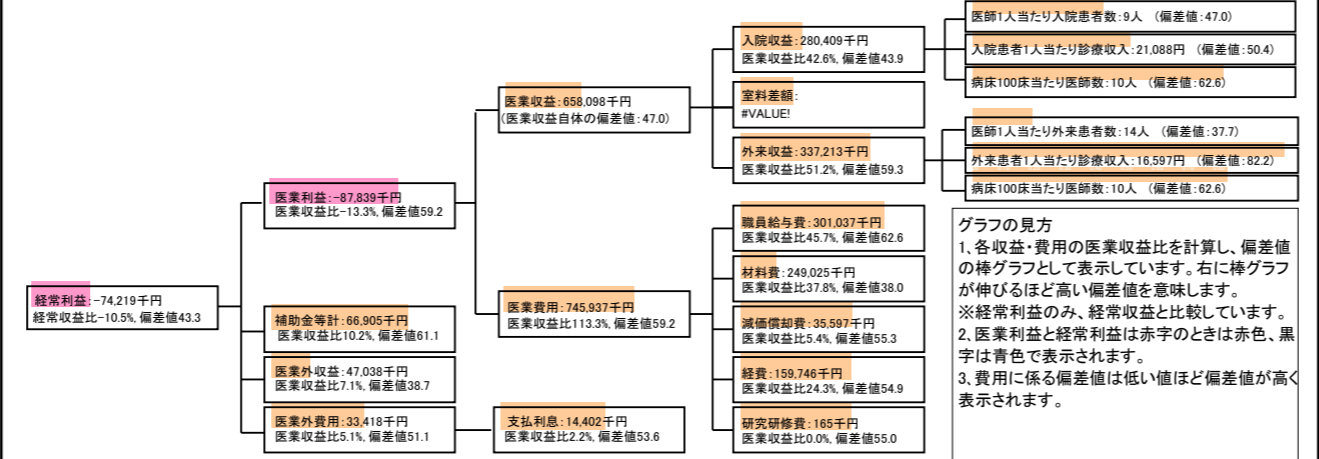 経常利益:-74,219千円
経常収益比-10.5%, 偏差値43.3
医業利益:-87,839千円
医業収益比-13.3%, 偏差値59.2
補助金等計:66,905千円
医業収益比10.2%, 偏差値61.1
医業外収益:47,038千円
医業収益比7.1%, 偏差値38.7
医業外費用:33,418千円
医業収益比5.1%, 偏差値51.1
医業収益:658,098千円
(医業収益自体の偏差値:47.0)
医業費用:745,937千円
医業収益比113.3%, 偏差値59.2
支払利息:14,402千円
医業収益比2.2%, 偏差値53.6
入院収益:280,409千円
医業収益比42.6%, 偏差値43.9
室料差額:
#VALUE!
外来収益:337,213千円
医業収益比51.2%, 偏差値59.3
職員給与費:301,037千円
医業収益比45.7%, 偏差値62.6
材料費:249,025千円
医業収益比37.8%, 偏差値38.0
減価償却費:35,597千円
医業収益比5.4%, 偏差値55.3
経費:159,746千円
医業収益比24.3%, 偏差値54.9
研究研修費:165千円
医業収益比0.0%, 偏差値55.0
医師1人当たり入院患者数:9人 (偏差値:47.0)
入院患者1人当たり診療収入:21,088円 (偏差値:50.4)
病床100床当たり医師数:10人 (偏差値:62.6)
医師1人当たり外来患者数:14人 (偏差値:37.7)
外来患者1人当たり診療収入:16,597円 (偏差値:82.2)
病床100床当たり医師数:10人 (偏差値:62.6)
グラフの見方
1、各収益・費用の医業収益比を計算し、偏差値
の棒グラフとして表示しています。右に棒グラフ
が伸びるほど高い偏差値を意味します。
※経常利益のみ、経常収益と比較しています。
2、医業利益と経常利益は赤字のときは赤色、黒
字は青色で表示されます。
3、費用に係る偏差値は低い値ほど偏差値が高く
表示されます。